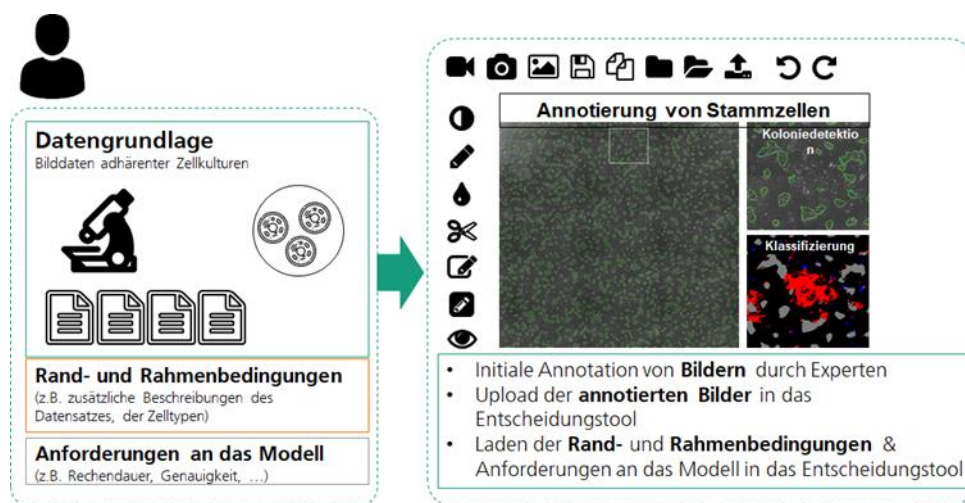 Datengrundlage
Bilddaten adhärenter Zellkulturen
Rand- und Rahmenbedingungen
(z.B. zusätzliche Beschreibungen des
Datensatzes, der Zelltypen)
Anforderungen an das Modell
(z.B. Rechendauer, Genauigkeit, ...)
Annotierung von Stammzellen
Koloniedetektio
n
Klassifizierung
• Initiale Annotation von Bildern durch Experten
• Upload der annotierten Bilder in das
Entscheidungstool
• Laden der Rand- und Rahmenbedingungen &
Anforderungen an das Modell in das Entscheidungstool